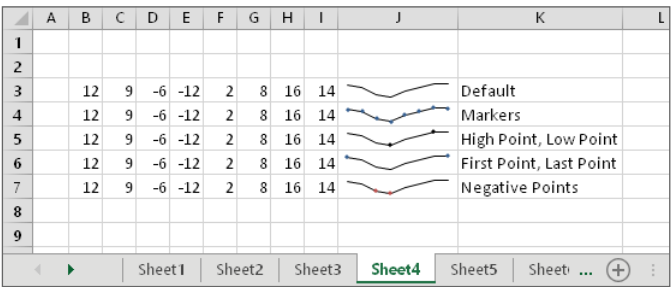 A B C D E F G H I J K L
1
2
3 12 9 -6 -12 2 8 16 14 Default
4 12 9 -6 -12 2 8 16 14 Markers
5 12 9 -6 -12 2 8 16 14 High Point, Low Point
6 12 9 -6 -12 2 8 16 14 First Point, Last Point
7 12 9 -6 -12 2 8 16 14 Negative Points
8
9
Sheet1 Sheet2 Sheet3 Sheet4 Sheet5 Sheet ...